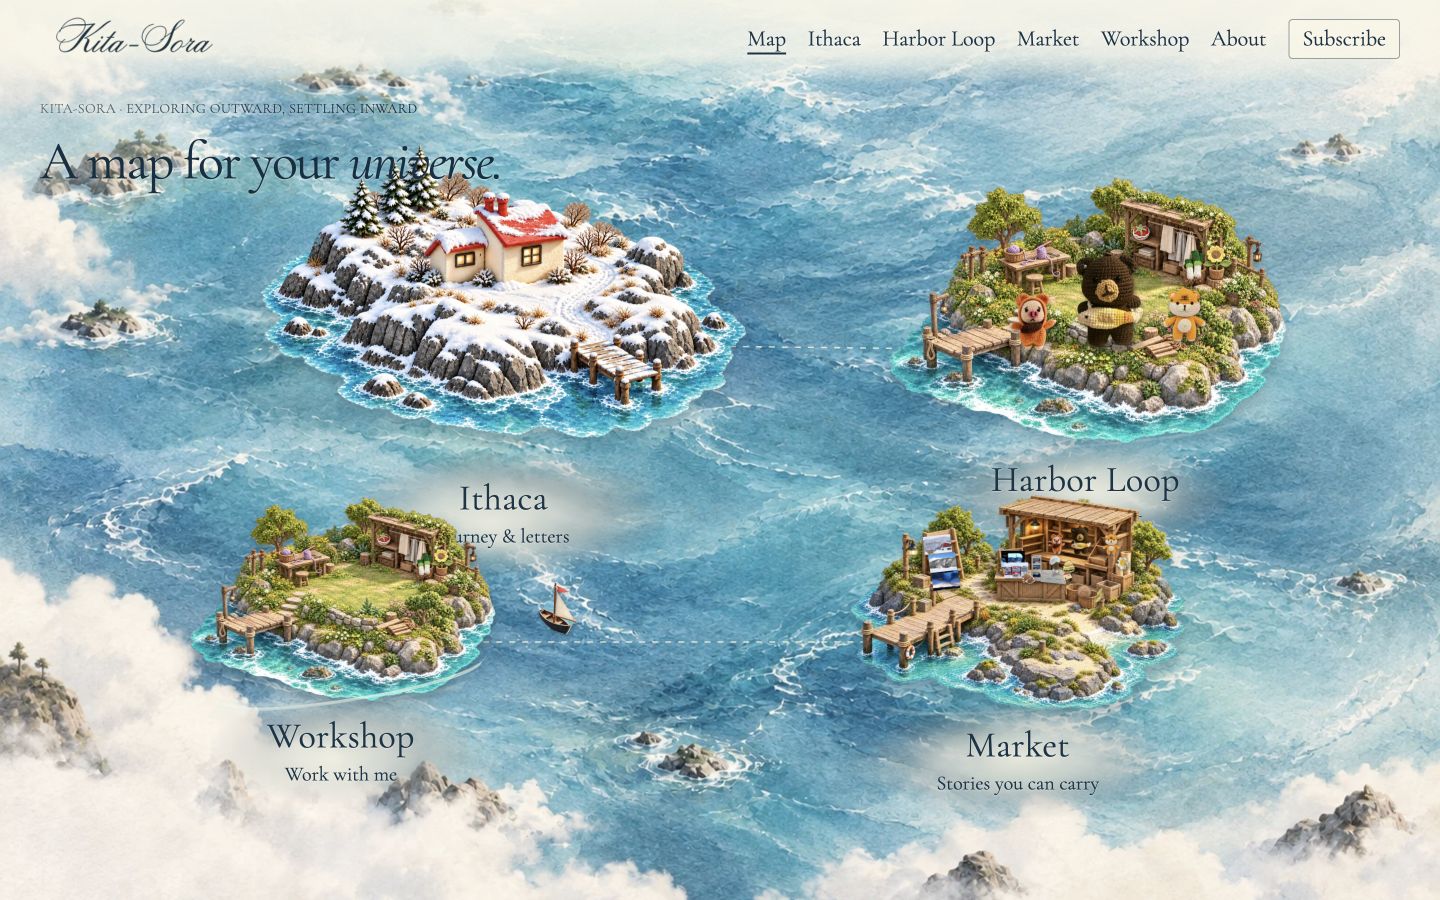 Kita-Sora
Map Ithaca Harbor Loop Market Workshop About Subscribe
KITA-SORA · EXPLORING OUTWARD, SETTLING INWARD
A map for your universe.
Harbor Loop
Ithaca
& letters
Workshop
Work with me
Market
Stories you can carry